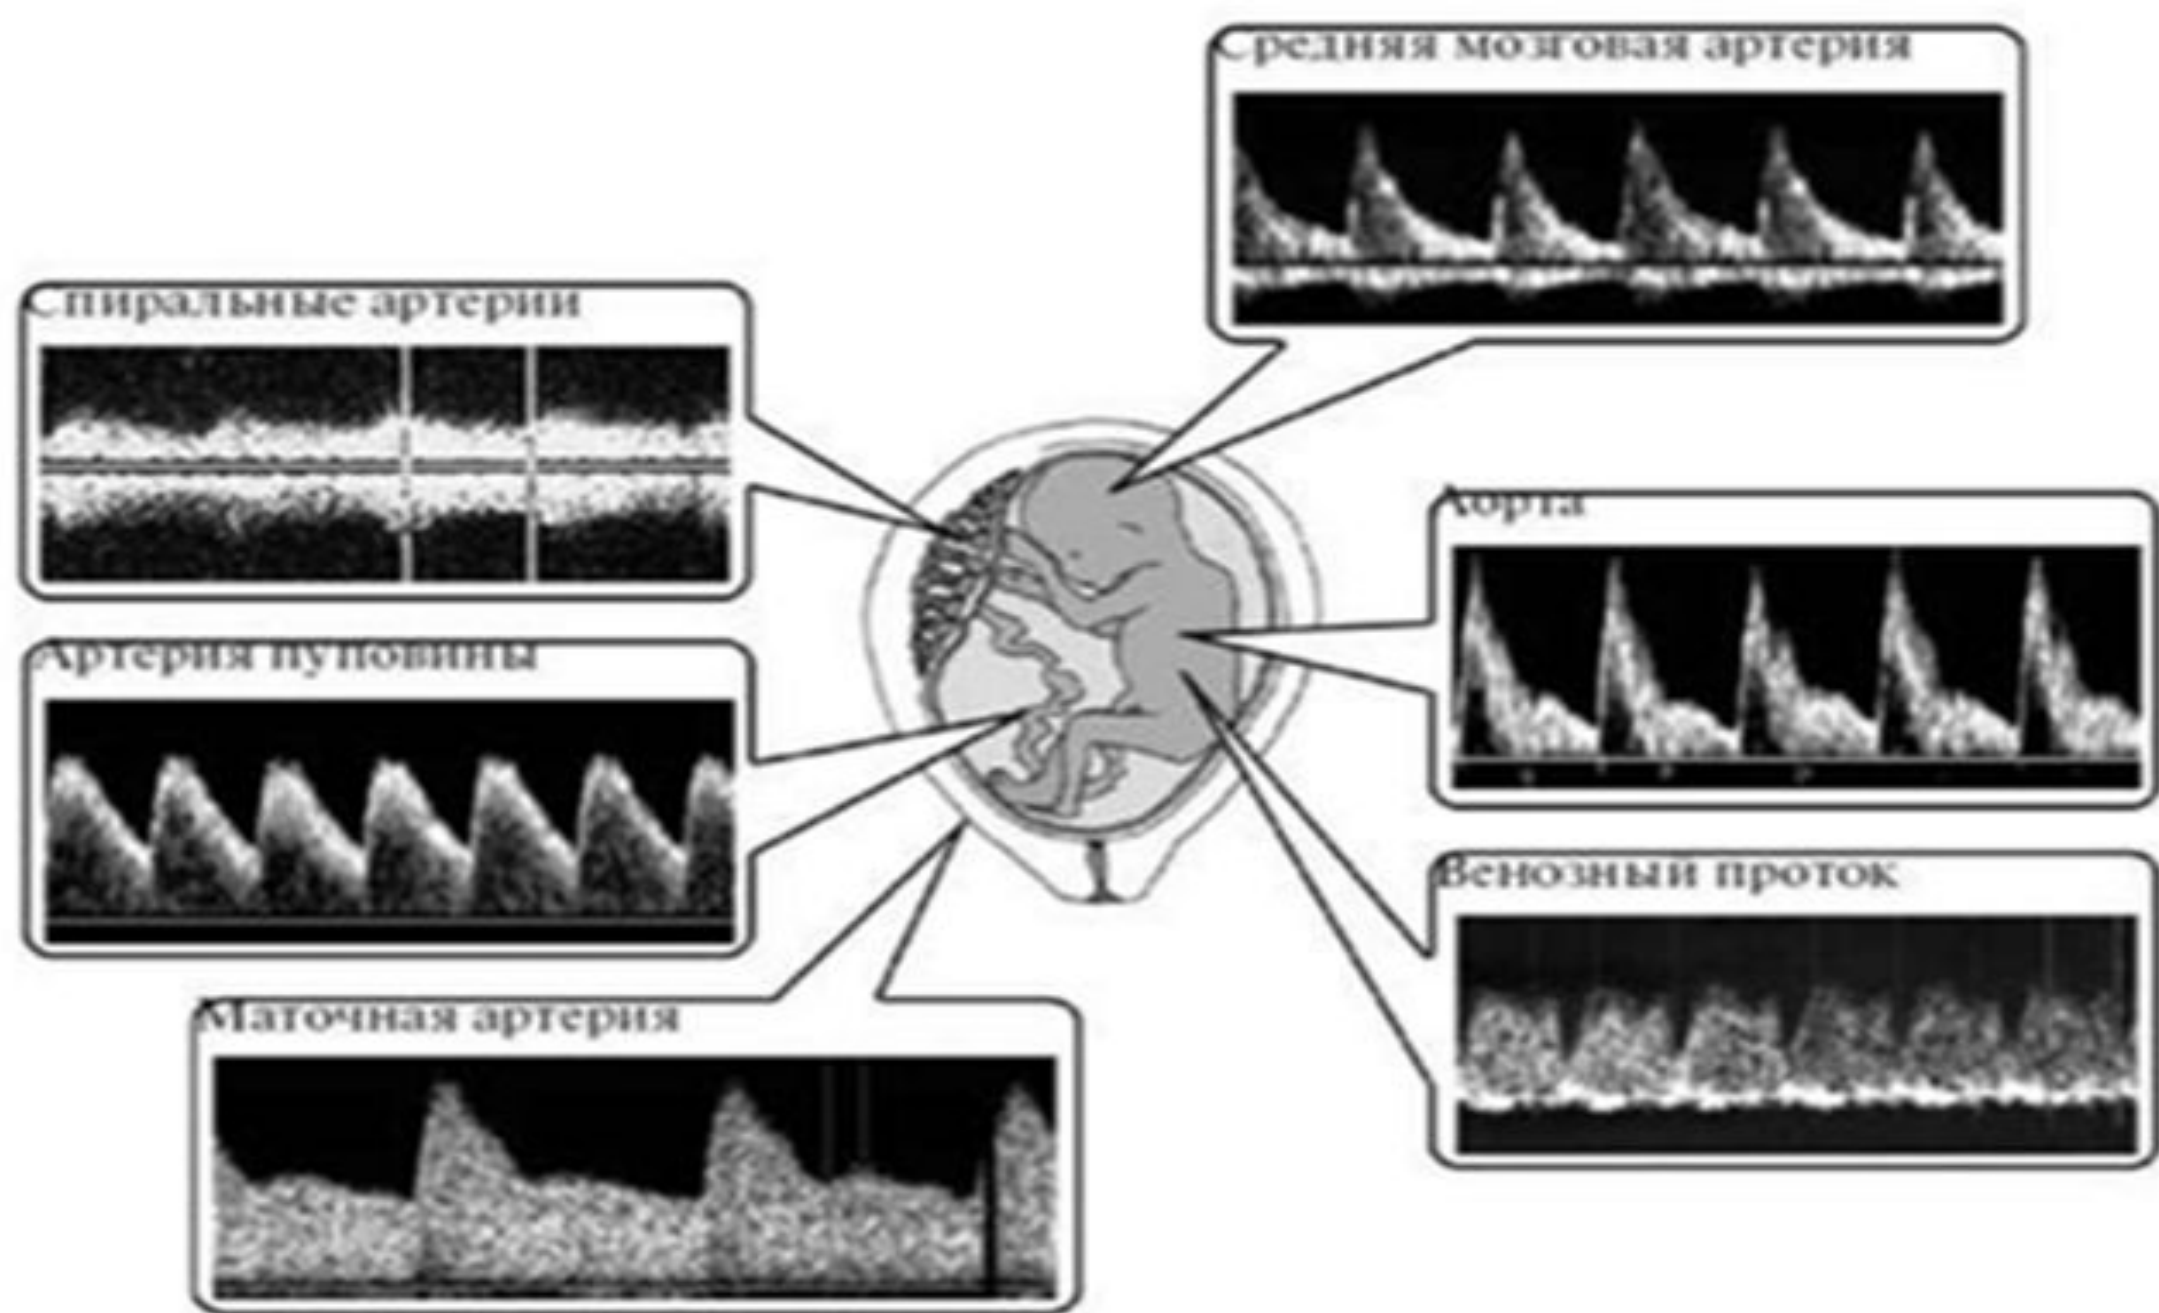 Средняя мозговая артерия
Спиральные артерии
Аорта
Артерия пуповины
Венозный проток
Маточная артерия